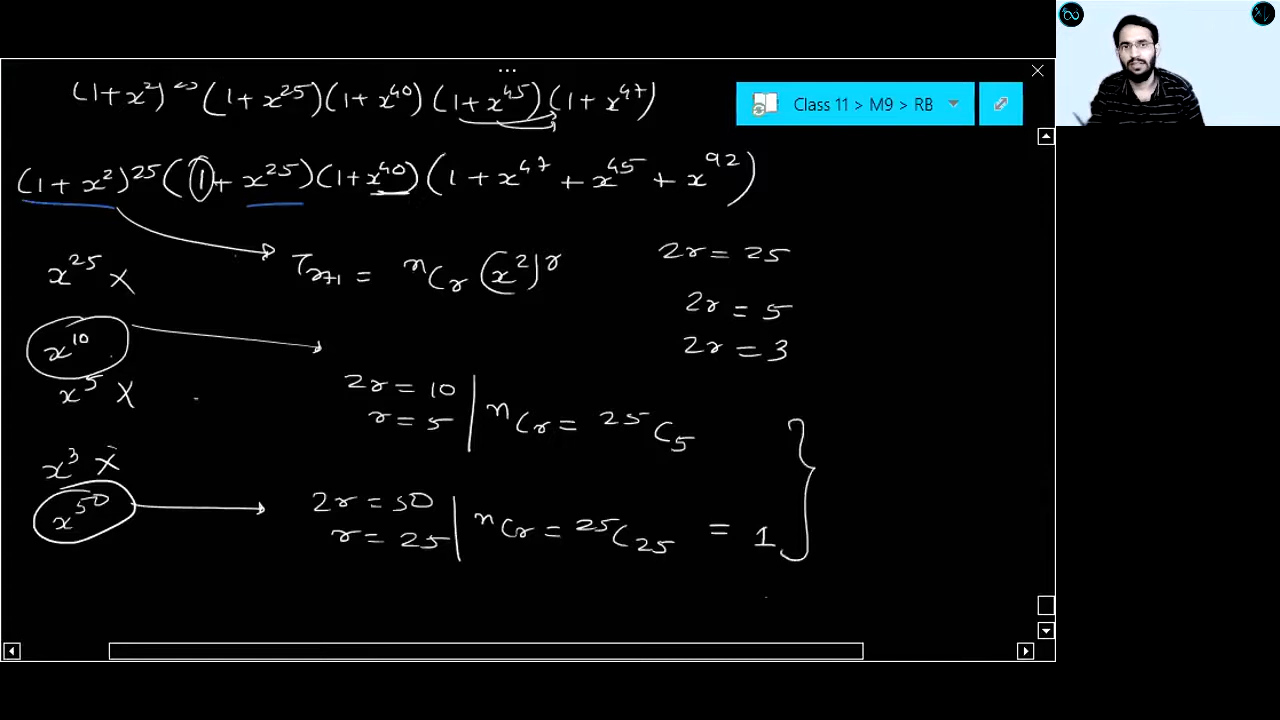 (1+x²)²⁵ (1+x²⁵)(1+x⁴⁰)(1+x⁴⁵)(1+x⁴⁷)
Class 11 > M9 > RB
(1+x²)²⁵(1+x²⁵)(1+x⁴⁰)(1+x⁴⁷+x⁴⁵+x⁹²)
x²⁵ X
Tᵣ₊₁ = ⁿCᵣ (x²)ʳ
2r = 25
2r = 5
2r = 3
x¹⁰
2r = 10
r = 5
ⁿCᵣ = ²⁵C₅
x⁵ X
x³ X
x⁵⁰
2r = 50
r = 25
ⁿCᵣ = ²⁵C₂₅ = 1